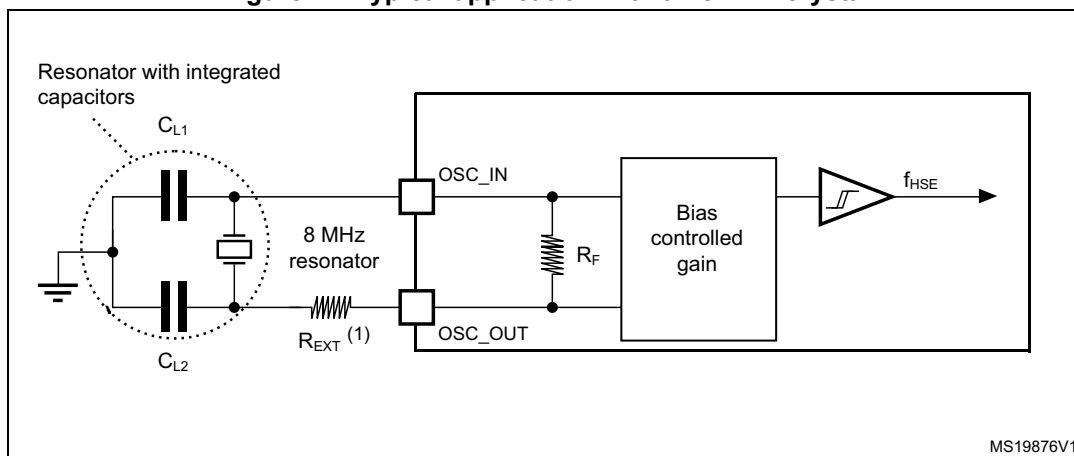 Resonator with integrated
capacitors
C_L1
OSC_IN
8 MHz
resonator
R_F
Bias
controlled
gain
f_HSE
R_EXT (1)
OSC_OUT
C_L2
MS19876V1